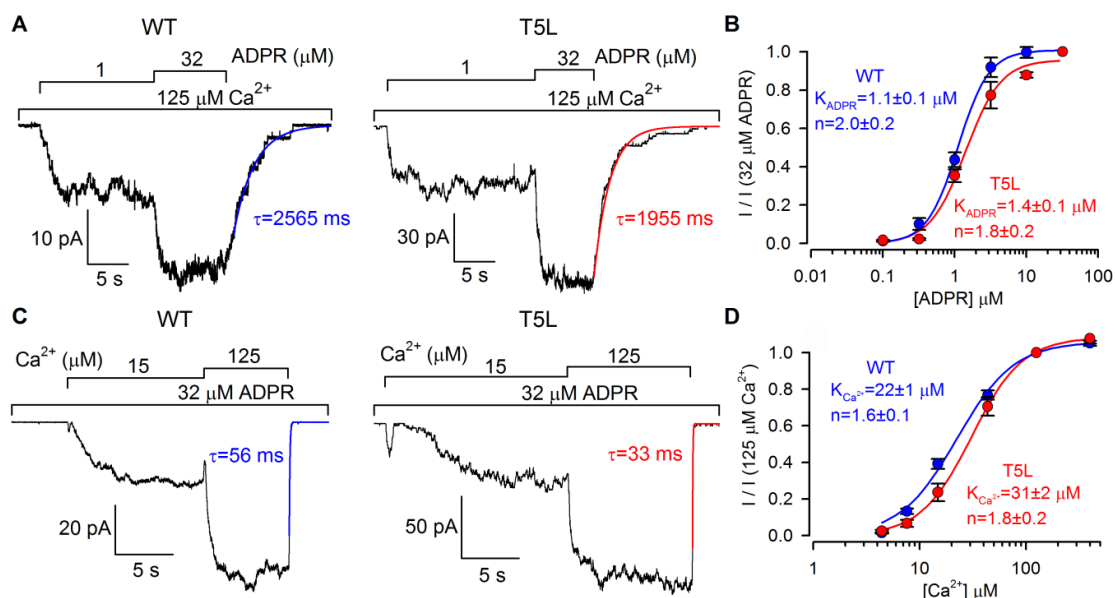 A
WT
32 ADPR (μM)
1
125 μM Ca²⁺
τ=2565 ms
10 pA
5 s
T5L
32 ADPR (μM)
1
125 μM Ca²⁺
τ=1955 ms
30 pA
5 s
B
I / I (32 μM ADPR)
1.0
0.8
0.6
0.4
0.2
0.0
WT
K_ADPR=1.1±0.1 μM
n=2.0±0.2
T5L
K_ADPR=1.4±0.1 μM
n=1.8±0.2
0.01 0.1 1 10 100
[ADPR] μM
C
WT
Ca²⁺ (μM)
15 125
32 μM ADPR
τ=56 ms
20 pA
5 s
T5L
Ca²⁺ (μM)
15 125
32 μM ADPR
τ=33 ms
50 pA
5 s
D
I / I (125 μM Ca²⁺)
1.0
0.8
0.6
0.4
0.2
0.0
WT
K_Ca²⁺=22±1 μM
n=1.6±0.1
T5L
K_Ca²⁺=31±2 μM
n=1.8±0.2
1 10 100
[Ca²⁺] μM